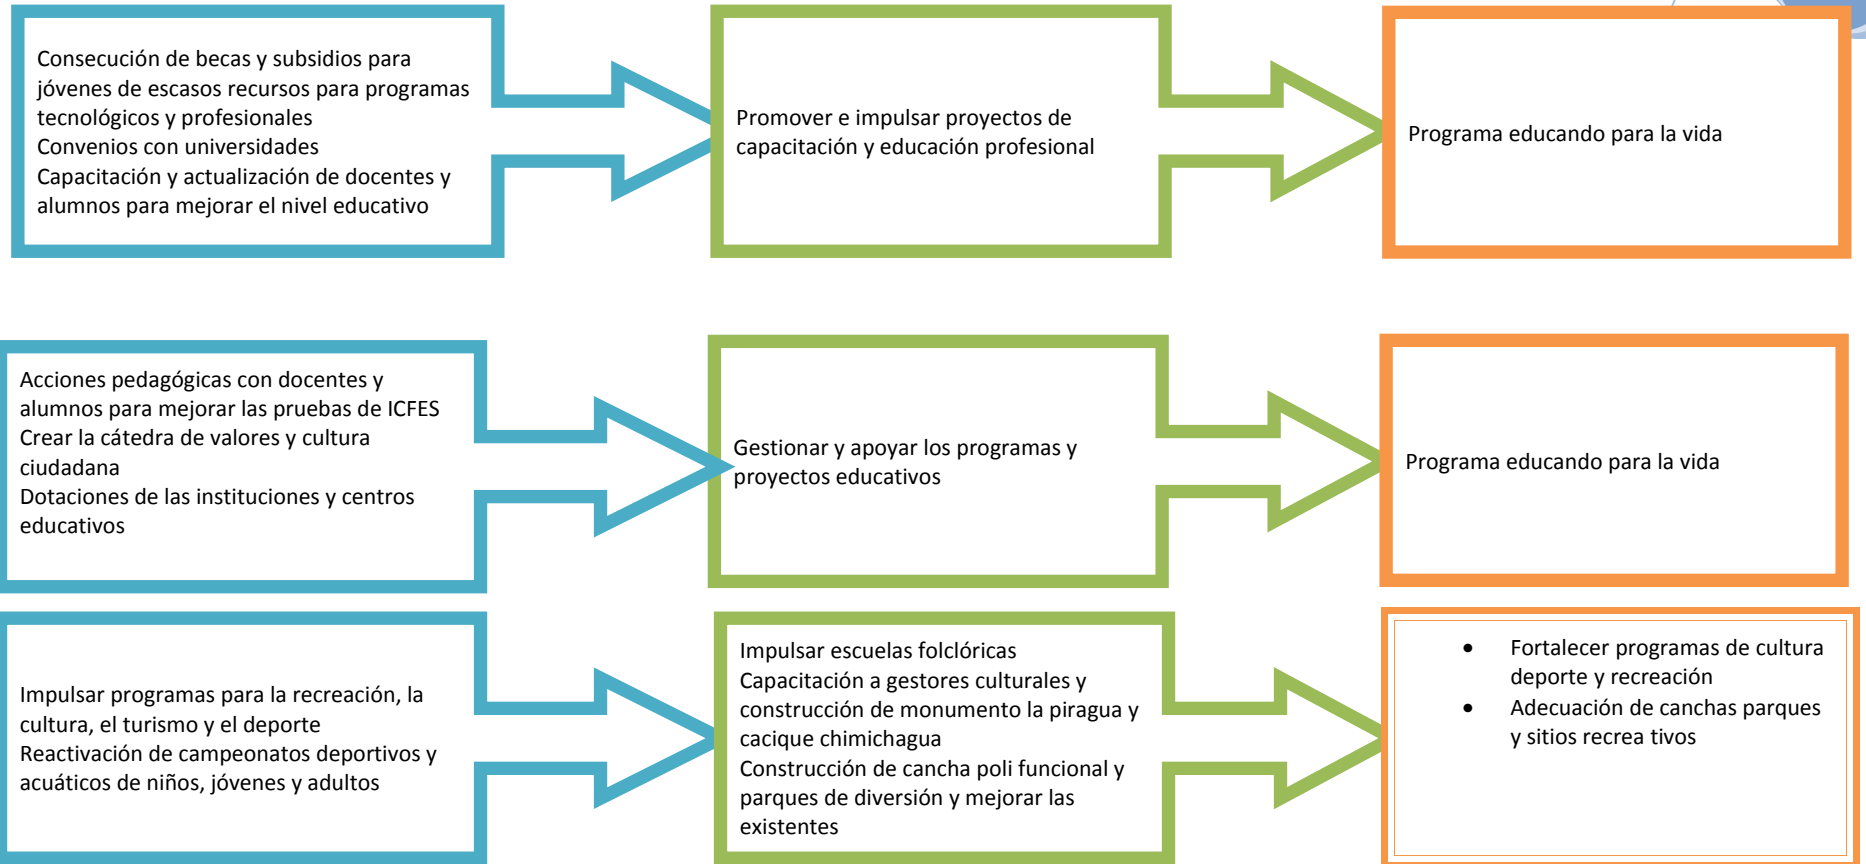 Consecución de becas y subsidios para
jóvenes de escasos recursos para programas
tecnológicos y profesionales
Convenios con universidades
Capacitación y actualización de docentes y
alumnos para mejorar el nivel educativo
Promover e impulsar proyectos de
capacitación y educación profesional
Programa educando para la vida
Acciones pedagógicas con docentes y
alumnos para mejorar las pruebas de ICFES
Crear la cátedra de valores y cultura
ciudadana
Dotaciones de las instituciones y centros
educativos
Gestionar y apoyar los programas y
proyectos educativos
Programa educando para la vida
Impulsar programas para la recreación, la
cultura, el turismo y el deporte
Reactivación de campeonatos deportivos y
acuáticos de niños, jóvenes y adultos
Impulsar escuelas folclóricas
Capacitación a gestores culturales y
construcción de monumento la piragua y
cacique chimichagua
Construcción de cancha poli funcional y
parques de diversión y mejorar las
existentes
• Fortalecer programas de cultura
deporte y recreación
• Adecuación de canchas parques
y sitios recrea tivos